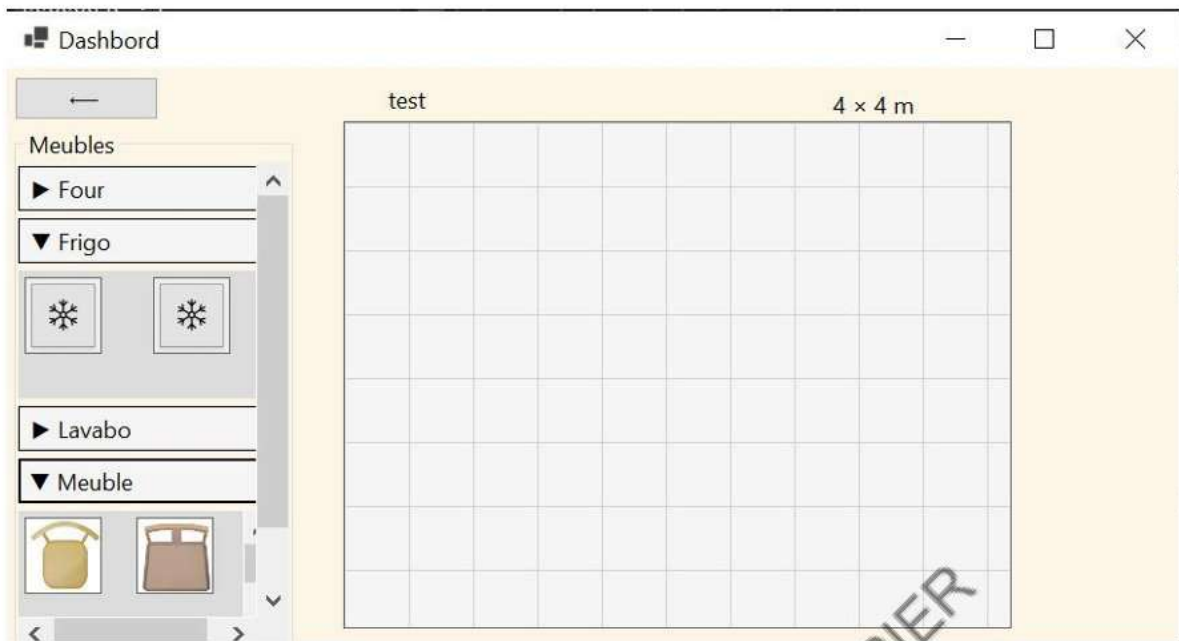 Dashbord
←
test
4 × 4 m
Meubles
▶ Four
▼ Frigo
▶ Lavabo
▼ Meuble